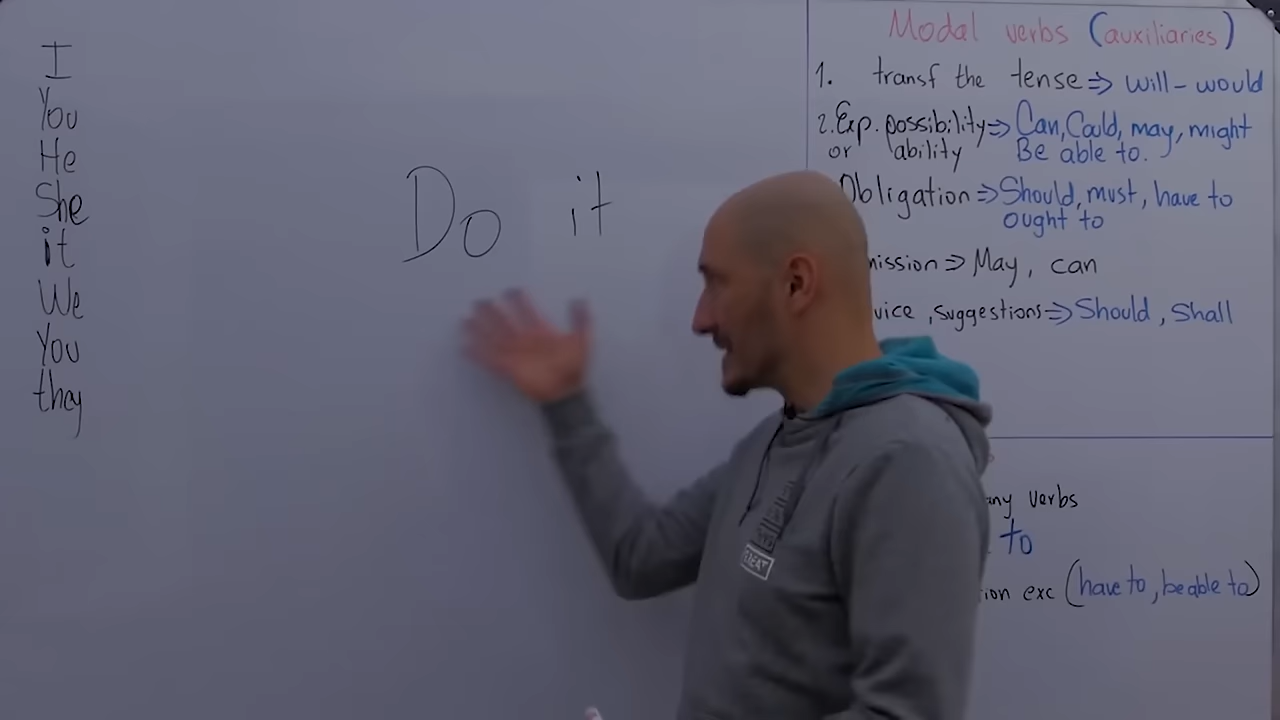 I
You
He
She
it
We
You
they
Do it
Modal verbs (auxiliaries)
1. transf the tense => will - would
2. Exp. possibility => Can, Could, may, might
or ability Be able to.
Obligation => Should, must, have to
ought to
mission => May, can
vice, suggestions => Should, Shall
any verbs
to
ion exc (have to, be able to)